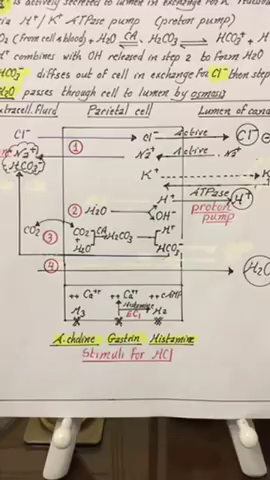 is actively secreted to lumen in exchange for
H⁺/ K⁺ ATPase pump (proton pump)
CO₂ (from cell & blood) + H₂O ⇌ CA H₂CO₃ ⇌ HCO₃⁻ + H
H⁺ combines with OH released in step 2 to form H₂O
HCO₃⁻ diffses out of cell in exchange for Cl⁻ then
H₂O passes through cell to lumen by osmosis
Extracell. Fluid Parietal cell Lumen of cana
Cl⁻ Cl⁻ Active Cl⁻
Na⁺ ① Na⁺ Active Na⁺
HCO₃⁻
K⁺ K
H⁺ ATPase H⁺
② H₂O OH⁻ proton
pump
CO₂ ③ CO₂ + H₂O CA H₂CO₃ H⁺
HCO₃⁻
④ H₂O
++ Ca⁺⁺ ++ Ca⁺⁺ ++ cAMP
M₃ H₂
A.choline Gastrin Histamine
Stimuli for HCl